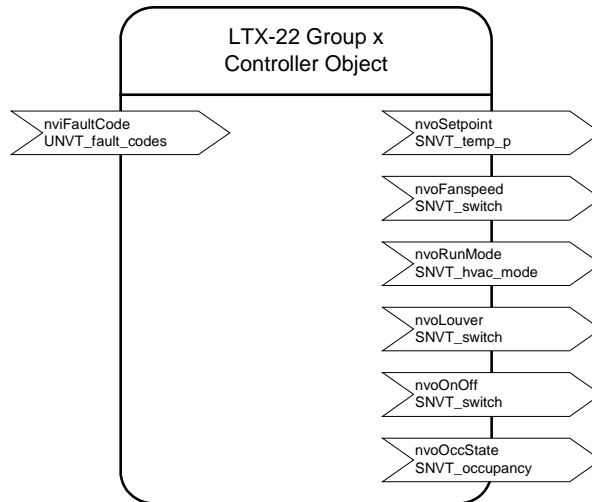 LTX-22 Group x
Controller Object
nviFaultCode
UNVT_fault_codes
nvoSetpoint
SNVT_temp_p
nvoFanspeed
SNVT_switch
nvoRunMode
SNVT_hvac_mode
nvoLouver
SNVT_switch
nvoOnOff
SNVT_switch
nvoOccState
SNVT_occupancy